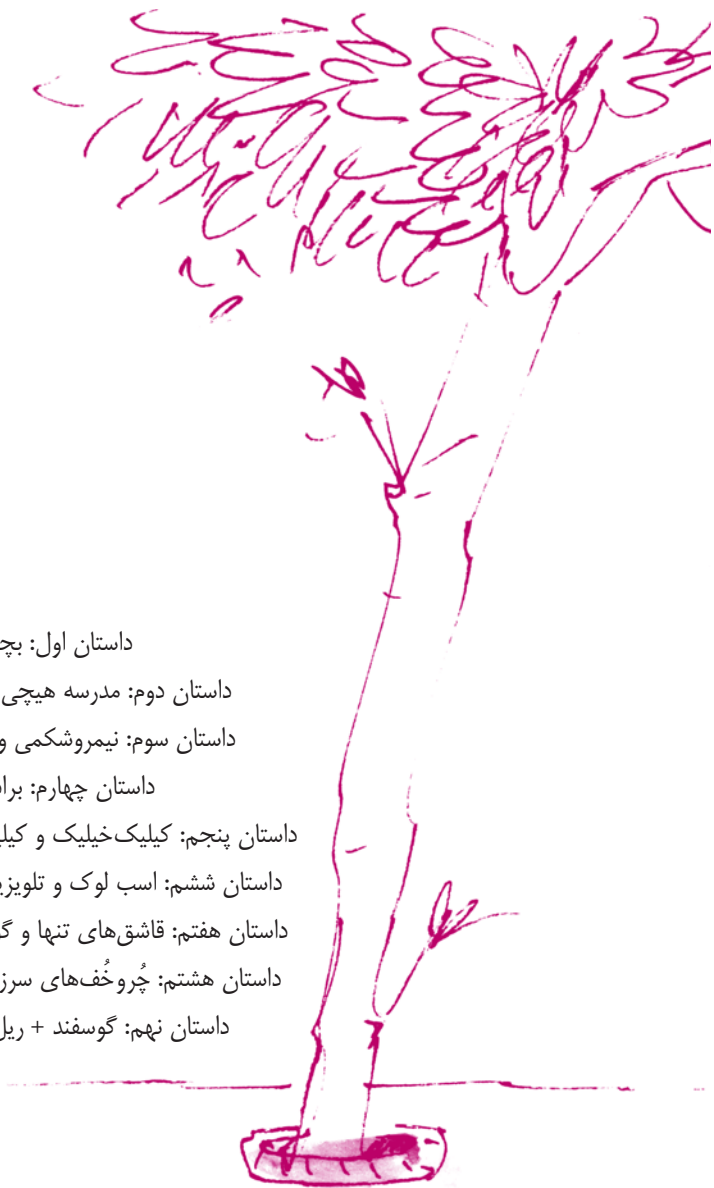 داستان اول:
داستان دوم: مدرسه هیچی
داستان سوم: نیمروشکمی و
داستان چهارم:
داستان پنجم: کیلیک‌خیلیک و
داستان ششم: اسب لوک و
داستان هفتم: قاشق‌های تنها و
داستان هشتم: چُروخُف‌های
داستان نهم: گوسفند + ریل